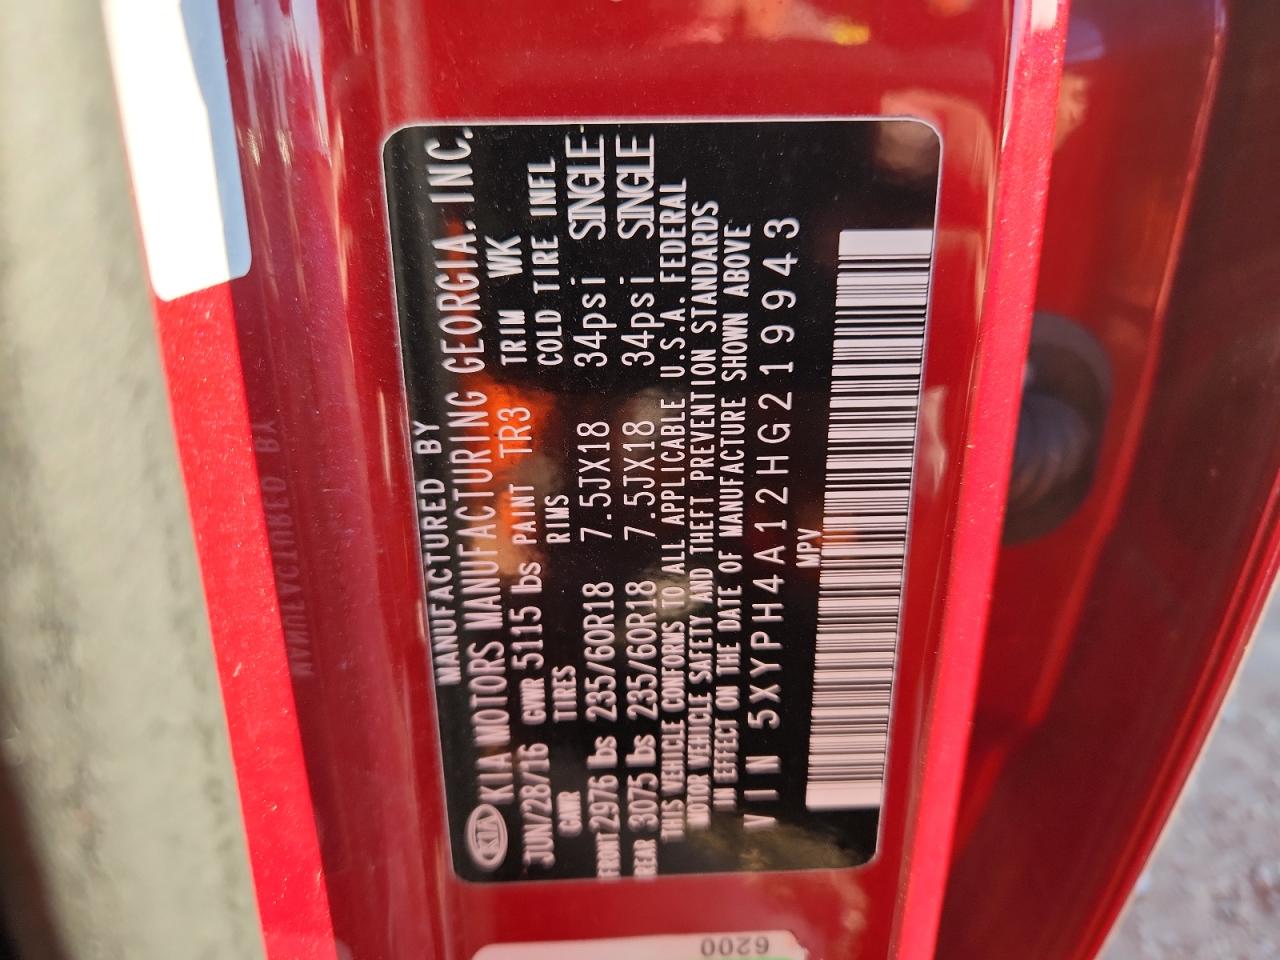 MANUFACTURED BY
KIA KIA MOTORS MANUFACTURING GEORGIA, INC.
JUN/28/16 GVWR 5115 lbs PAINT TR3 TRIM WK
GAWR TIRES RIMS COLD TIRE INFL
FRONT 2976 lbs 235/60R18 7.5JX18 34psi SINGLE
REAR 3075 lbs 235/60R18 7.5JX18 34psi SINGLE
THIS VEHICLE CONFORMS TO ALL APPLICABLE U.S.A. FEDERAL
MOTOR VEHICLE SAFETY AND THEFT PREVENTION STANDARDS
IN EFFECT ON THE DATE OF MANUFACTURE SHOWN ABOVE
VIN 5XYPH4A12HG219943
MPV
6200